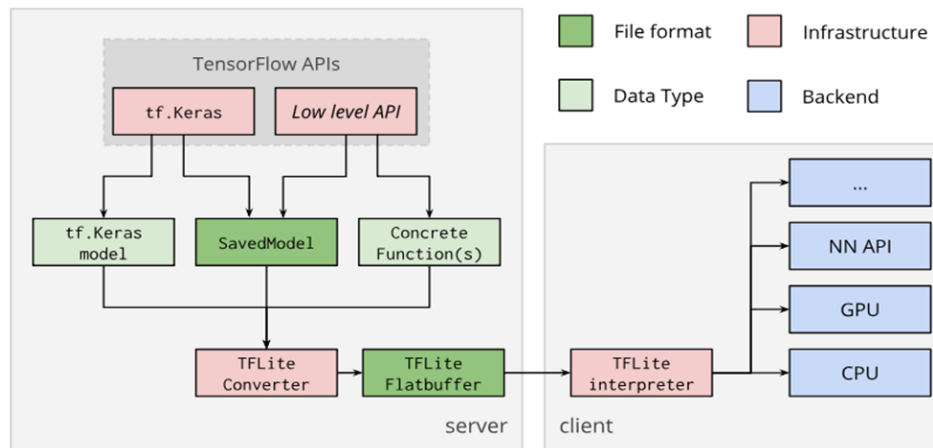 TensorFlow APIs
tf.Keras
Low level API
tf.Keras
model
SavedModel
Concrete
Function(s)
TFLite
Converter
TFLite
Flatbuffer
server
File format
Infrastructure
Data Type
Backend
TFLite
interpreter
...
NN API
GPU
CPU
client